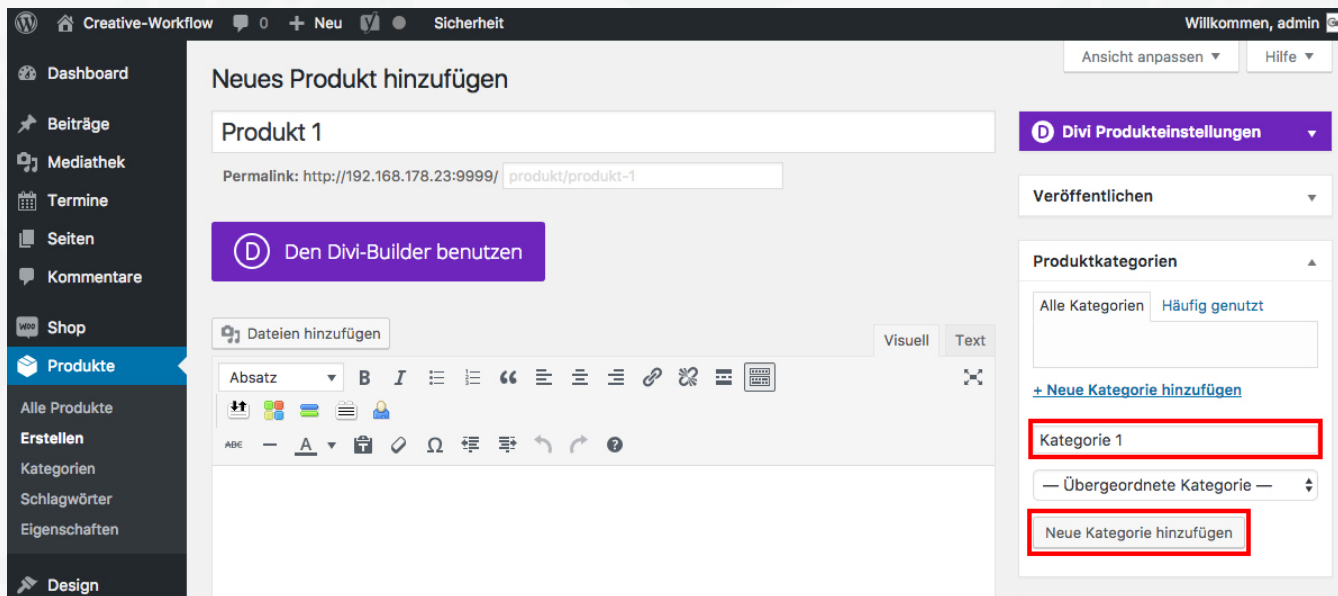 Creative-Workflow 0 + Neu Sicherheit Willkommen, admin
Dashboard
Beiträge
Mediathek
Termine
Seiten
Kommentare
WOO Shop
Produkte
Alle Produkte
Erstellen
Kategorien
Schlagwörter
Eigenschaften
Design
Ansicht anpassen Hilfe
Neues Produkt hinzufügen
Produkt 1
Permalink: http://192.168.178.23:9999/ produkt/produkt-1
D Den Divi-Builder benutzen
Dateien hinzufügen
Visuell Text
Absatz B I
ABE A Ω
D Divi Produkteinstellungen
Veröffentlichen
Produktkategorien
Alle Kategorien Häufig genutzt
+ Neue Kategorie hinzufügen
Kategorie 1
— Übergeordnete Kategorie —
Neue Kategorie hinzufügen